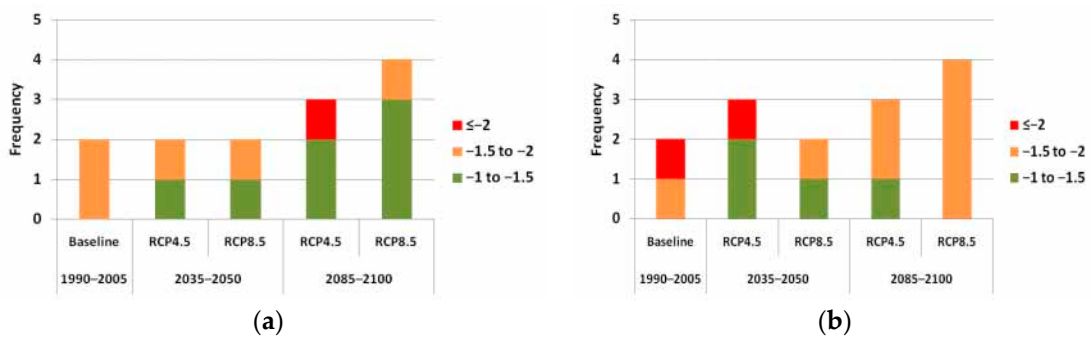 5
4
3
2
1
0
Frequency
Baseline RCP4.5 RCP8.5 RCP4.5 RCP8.5
1990–2005 2035–2050 2085–2100
≤−2
−1.5 to −2
−1 to −1.5
(a)
5
4
3
2
1
0
Frequency
Baseline RCP4.5 RCP8.5 RCP4.5 RCP8.5
1990–2005 2035–2050 2085–2100
≤−2
−1.5 to −2
−1 to −1.5
(b)